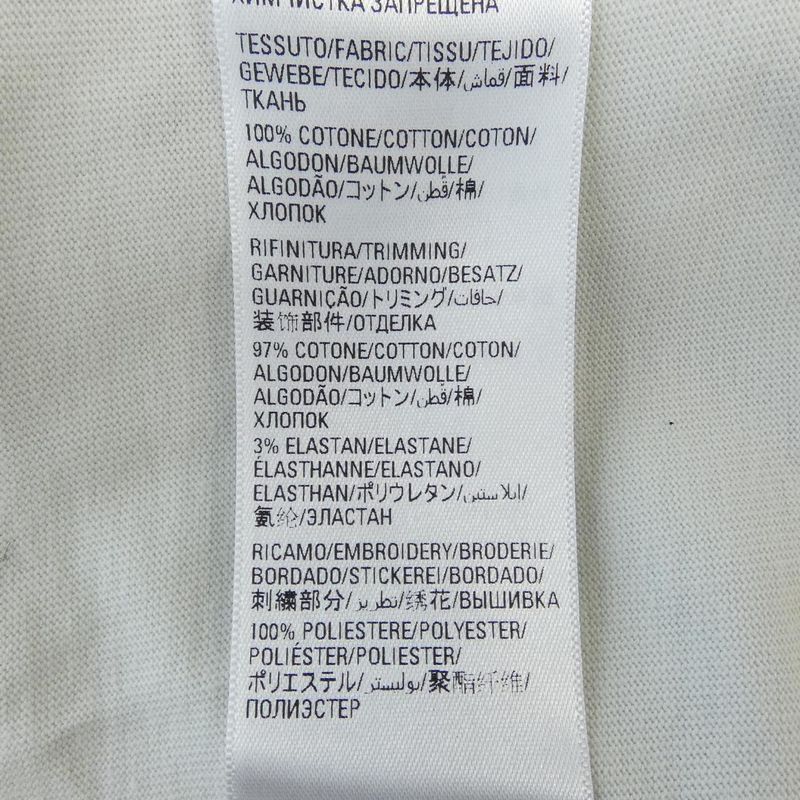 ХИМЧИСТКА ЗАПРЕЩЕНА
TESSUTO/FABRIC/TISSU/TEJIDO/
GEWEBE/TECIDO/本体/قماش/面料/
ТКАНЬ
100% COTONE/COTTON/COTON/
ALGODON/BAUMWOLLE/
ALGODÃO/コットン/قطن/棉/
ХЛОПОК
RIFINITURA/TRIMMING/
GARNITURE/ADORNO/BESATZ/
GUARNIÇÃO/トリミング/حافات/
装饰部件/ОТДЕЛКА
97% COTONE/COTTON/COTON/
ALGODON/BAUMWOLLE/
ALGODÃO/コットン/قطن/棉/
ХЛОПОК
3% ELASTAN/ELASTANE/
ÉLASTHANNE/ELASTANO/
ELASTHAN/ポリウレタン/ايلاستين/
氨纶/ЭЛАСТАН
RICAMO/EMBROIDERY/BRODERIE/
BORDADO/STICKEREI/BORDADO/
刺繍部分/تطريز/绣花/ВЫШИВКА
100% POLIESTERE/POLYESTER/
POLIÉSTER/POLIESTER/
ポリエステル/بوليستر/聚酯纤维/
ПОЛИЭСТЕР